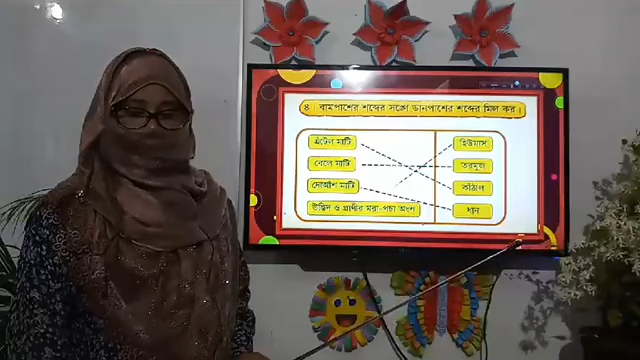 ৪। বামপাশের শব্দের সঙ্গে ডানপাশের শব্দের মিল কর।
এঁটেল মাটি হিউমাস
বেলে মাটি তরমুজ
দোআঁশ মাটি কাঁঠাল
উদ্ভিদ ও প্রাণীর মরা-পচা অংশ ধান